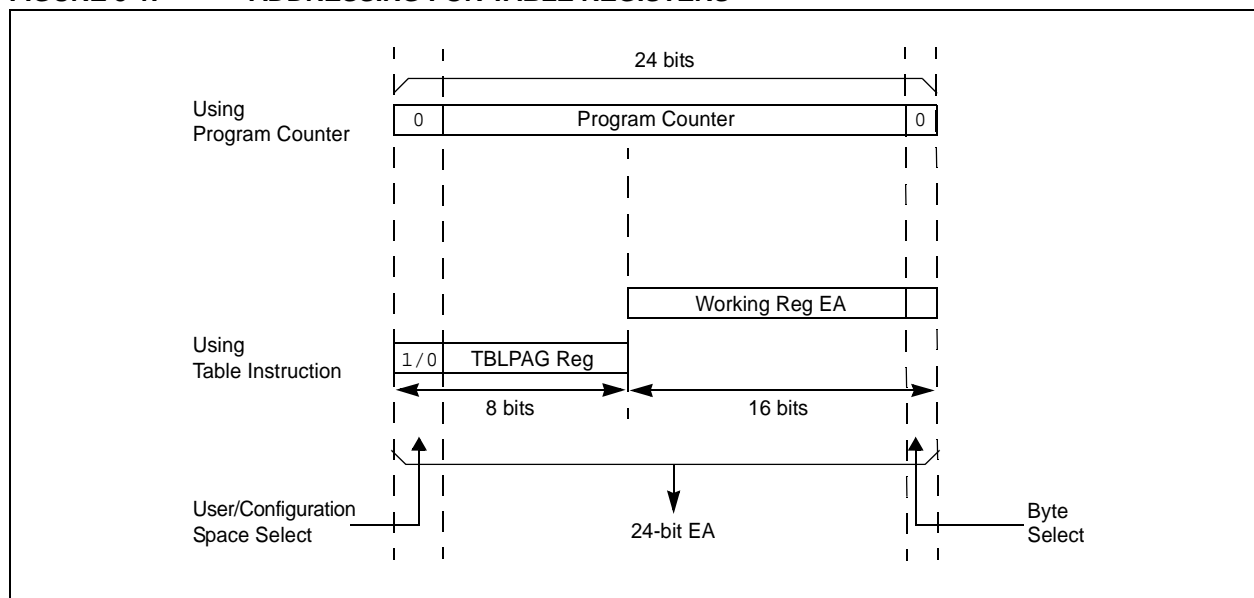 24 bits
Using
Program Counter
0
Program Counter
0
Working Reg EA
Using
Table Instruction
1/0
TBLPAG Reg
8 bits
16 bits
User/Configuration
Space Select
24-bit EA
Byte
Select